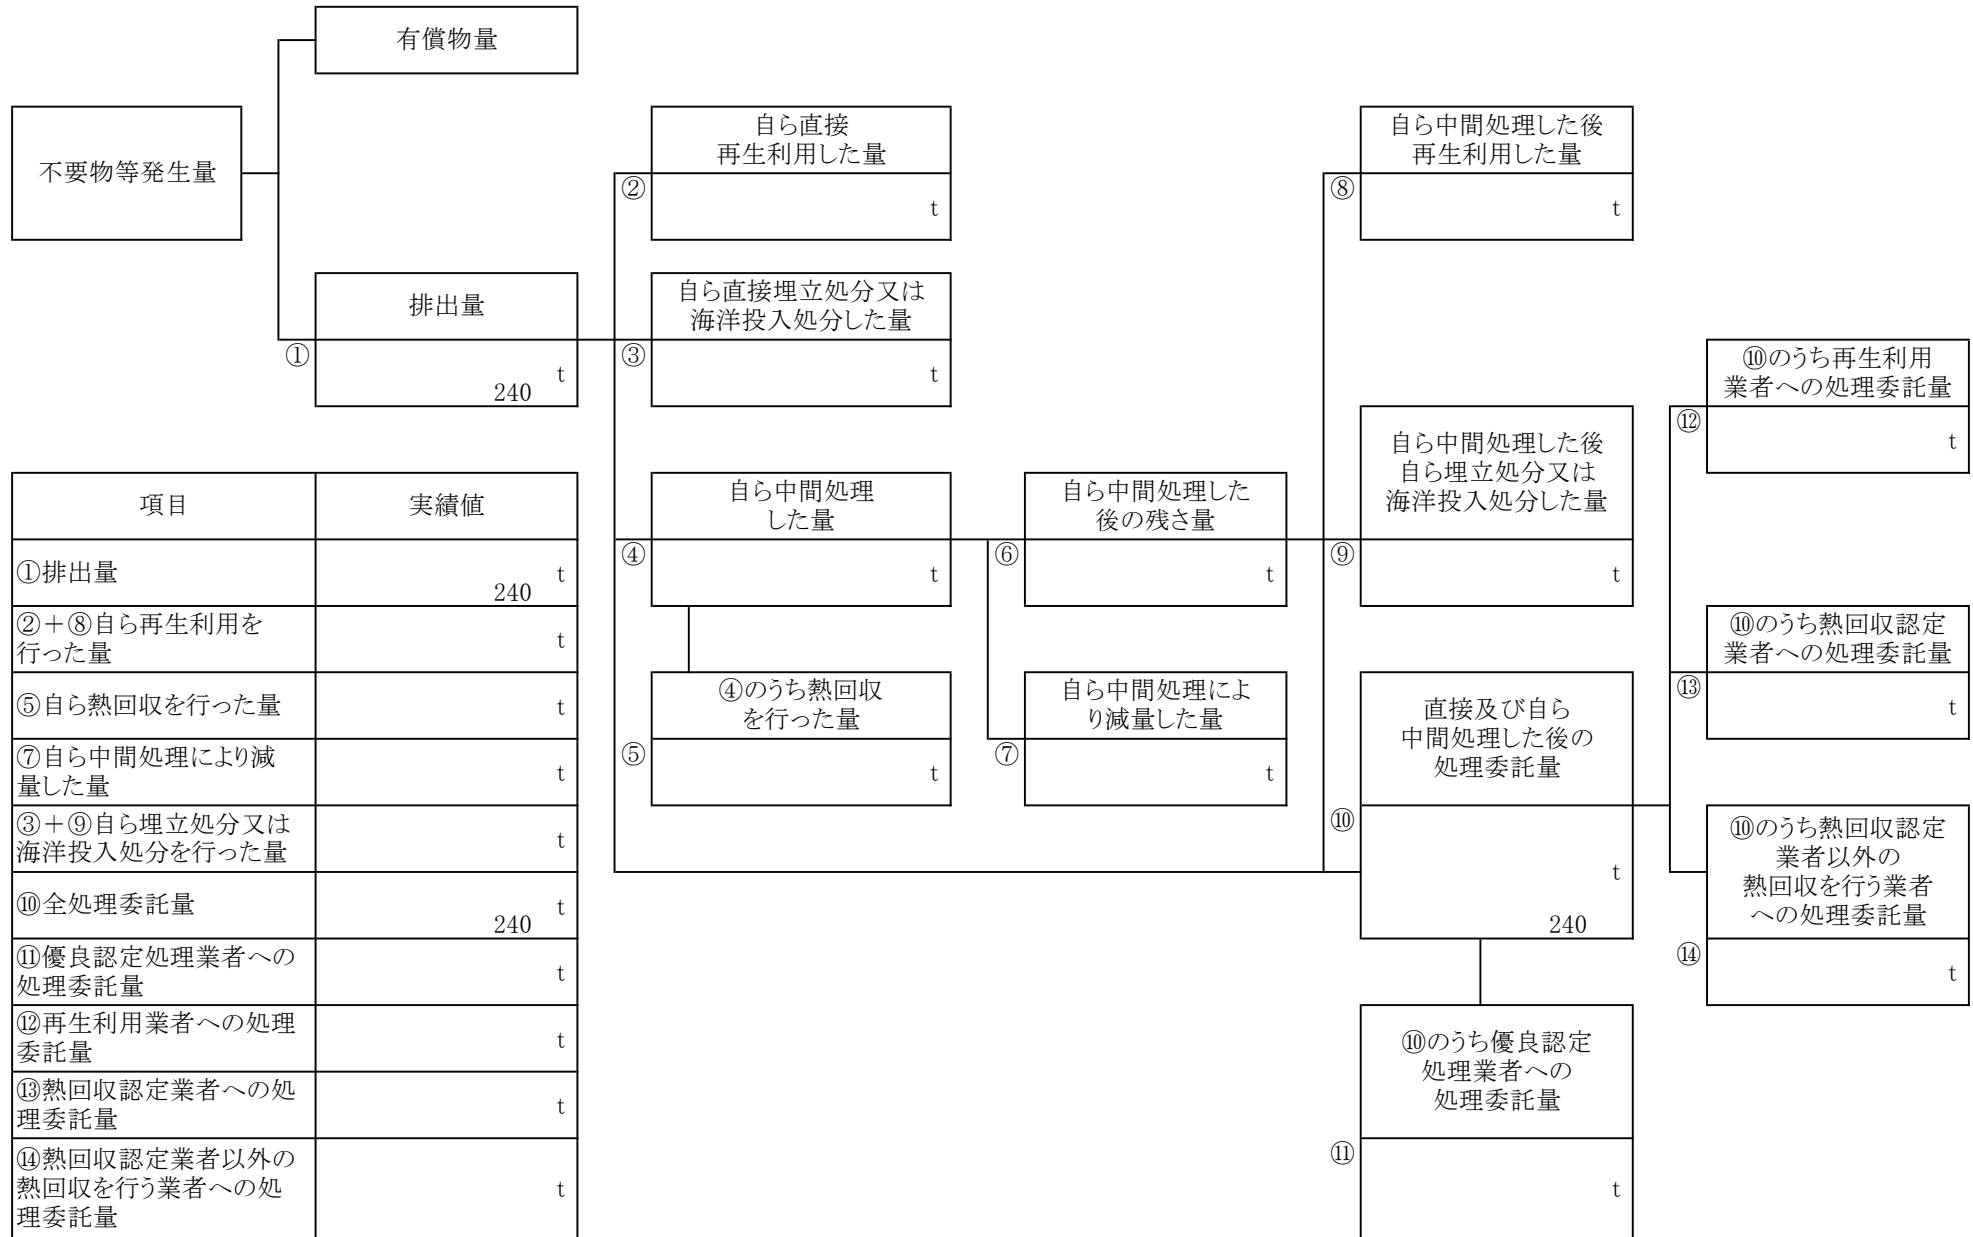 有償物量
不要物等発生量
自ら直接
再生利用した量
②
t
自ら中間処理した後
再生利用した量
⑧
t
排出量
①
t
240
自ら直接埋立処分又は
海洋投入処分した量
③
t
⑩のうち再生利用
業者への処理委託量
⑫
t
自ら中間処理した後
自ら埋立処分又は
海洋投入処分した量
⑨
t
自ら中間処理
した量
④
t
自ら中間処理した
後の残さ量
⑥
t
④のうち熱回収
を行った量
⑤
t
自ら中間処理によ
り減量した量
⑦
t
⑩のうち熱回収認定
業者への処理委託量
⑬
t
直接及び自ら
中間処理した後の
処理委託量
⑩
t
240
⑩のうち熱回収認定
業者以外の
熱回収を行う業者
への処理委託量
⑭
t
⑩のうち優良認定
処理業者への
処理委託量
⑪
t
項目 実績値
①排出量 t
240
②+⑧自ら再生利用を
行った量 t
⑤自ら熱回収を行った量 t
⑦自ら中間処理により減
量した量 t
③+⑨自ら埋立処分又は
海洋投入処分を行った量 t
⑩全処理委託量 t
240
⑪優良認定処理業者への
処理委託量 t
⑫再生利用業者への処理
委託量 t
⑬熱回収認定業者への処
理委託量 t
⑭熱回収認定業者以外の
熱回収を行う業者への処 t
理委託量